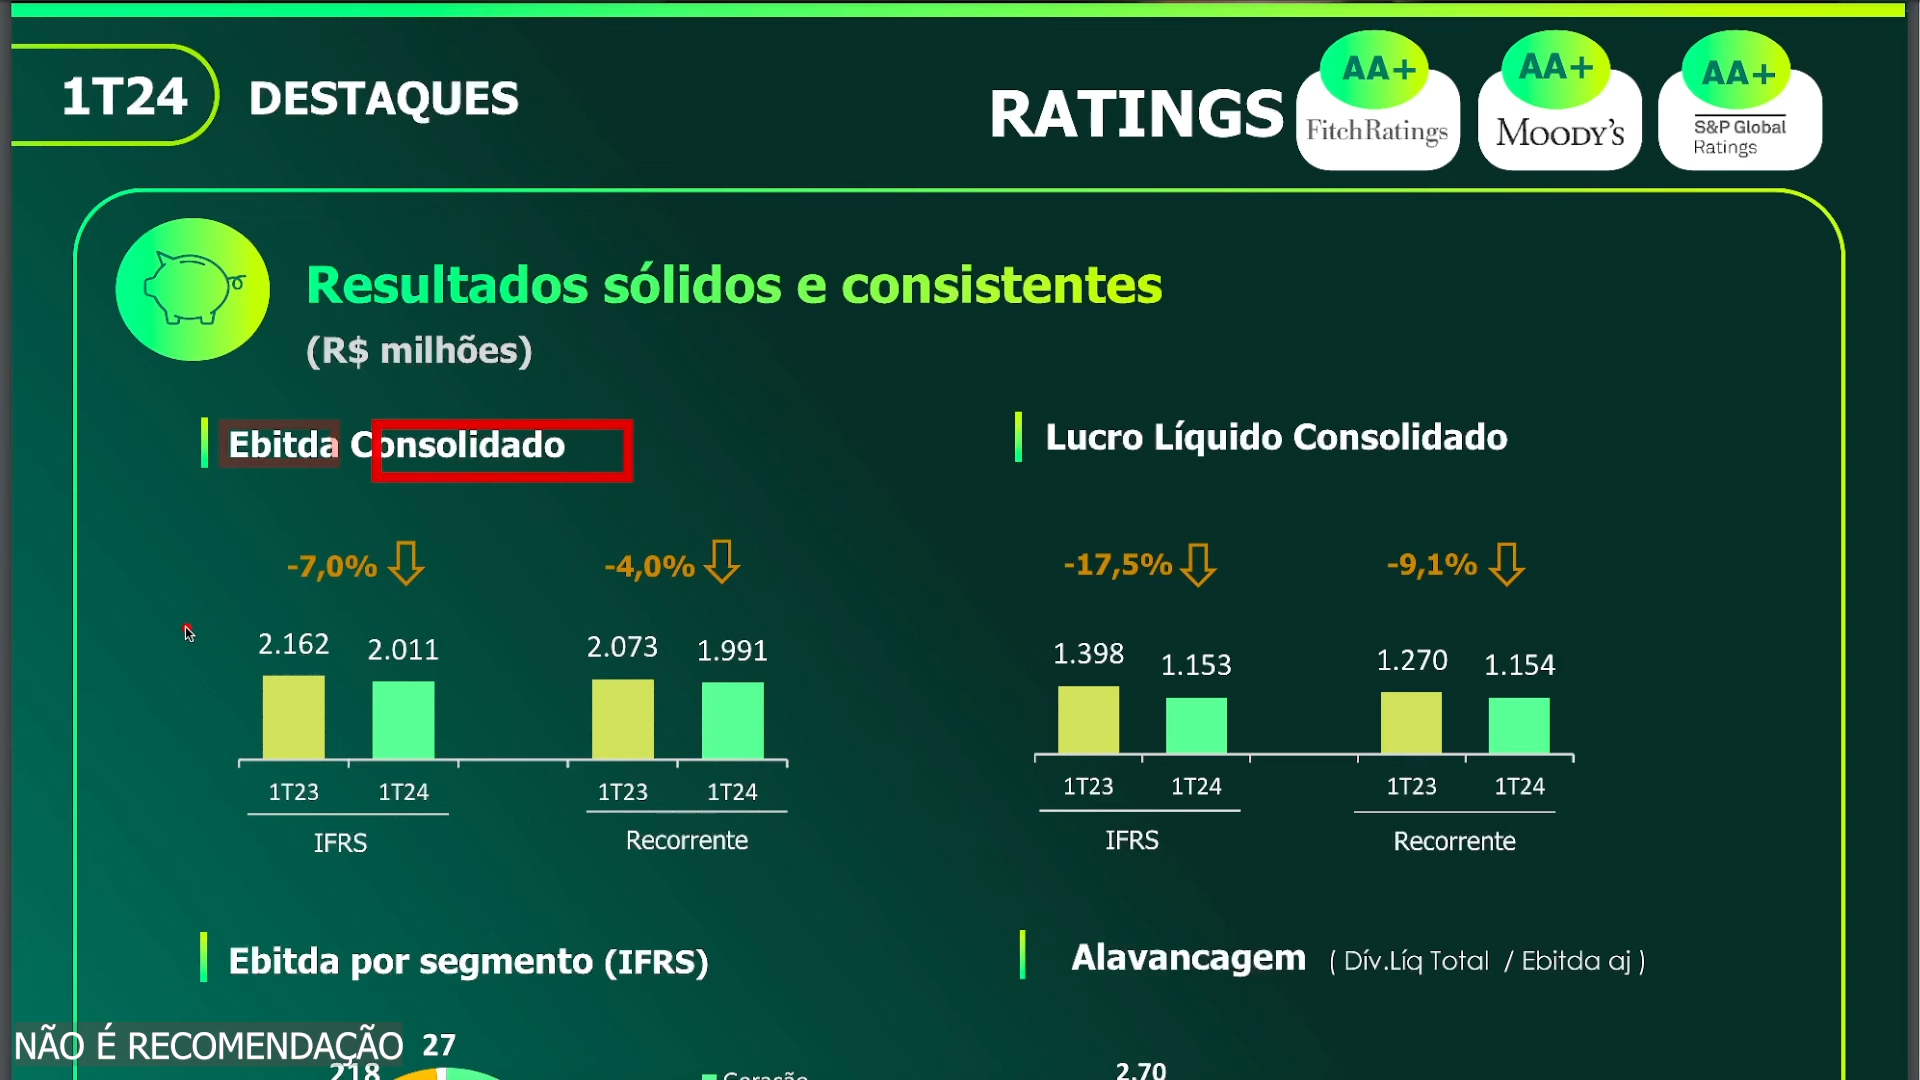 1T24
DESTAQUES
RATINGS
AA+
FitchRatings
AA+
MOODY'S
AA+
S&P Global
Ratings
Resultados sólidos e consistentes
(R$ milhões)
Ebitda Consolidado
-7,0%
-4,0%
2.162
2.011
2.073
1.991
1T23
1T24
1T23
1T24
IFRS
Recorrente
Lucro Líquido Consolidado
-17,5%
-9,1%
1.398
1.153
1.270
1.154
1T23
1T24
1T23
1T24
IFRS
Recorrente
Ebitda por segmento (IFRS)
27
218
Geração
Alavancagem ( Dív.Líq Total / Ebitda aj )
2,70
NÃO É RECOMENDAÇÃO